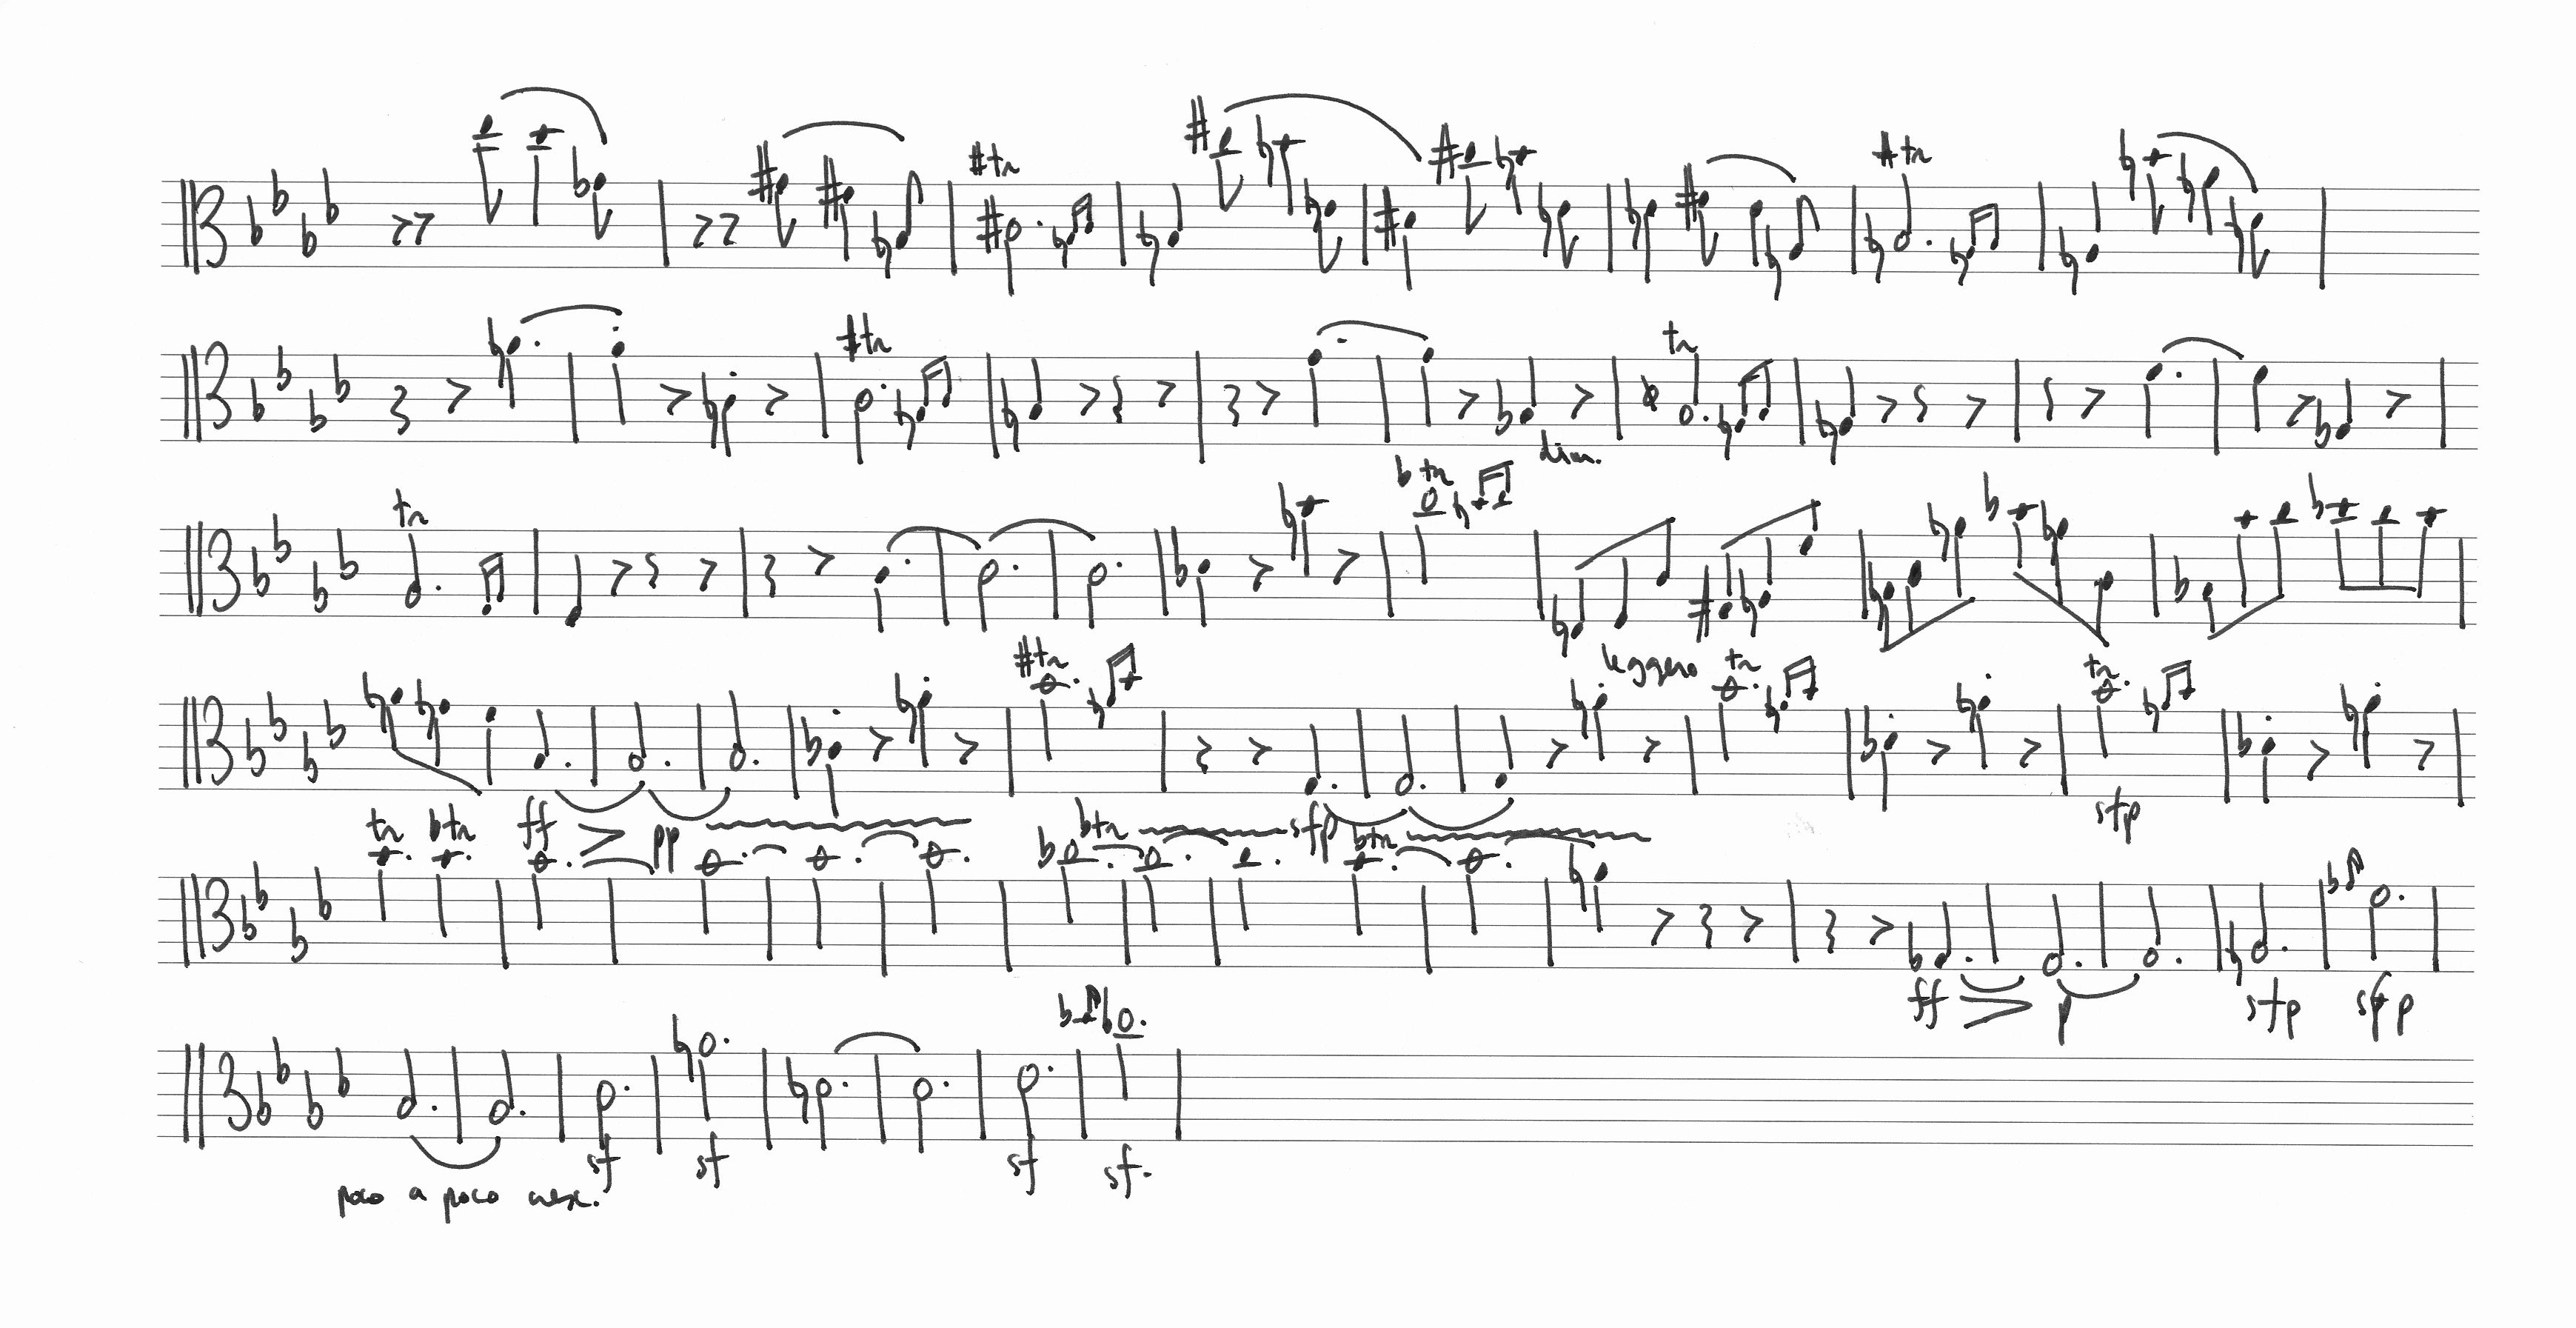 tr
tr
tr
tr
dim.
tr
tr
leggero
tr
tr
tr
sfp
sfp
ff pp
tr tr
tr tr
ff p sfp sfp
poco a poco cresc.
sf sf sf sf.